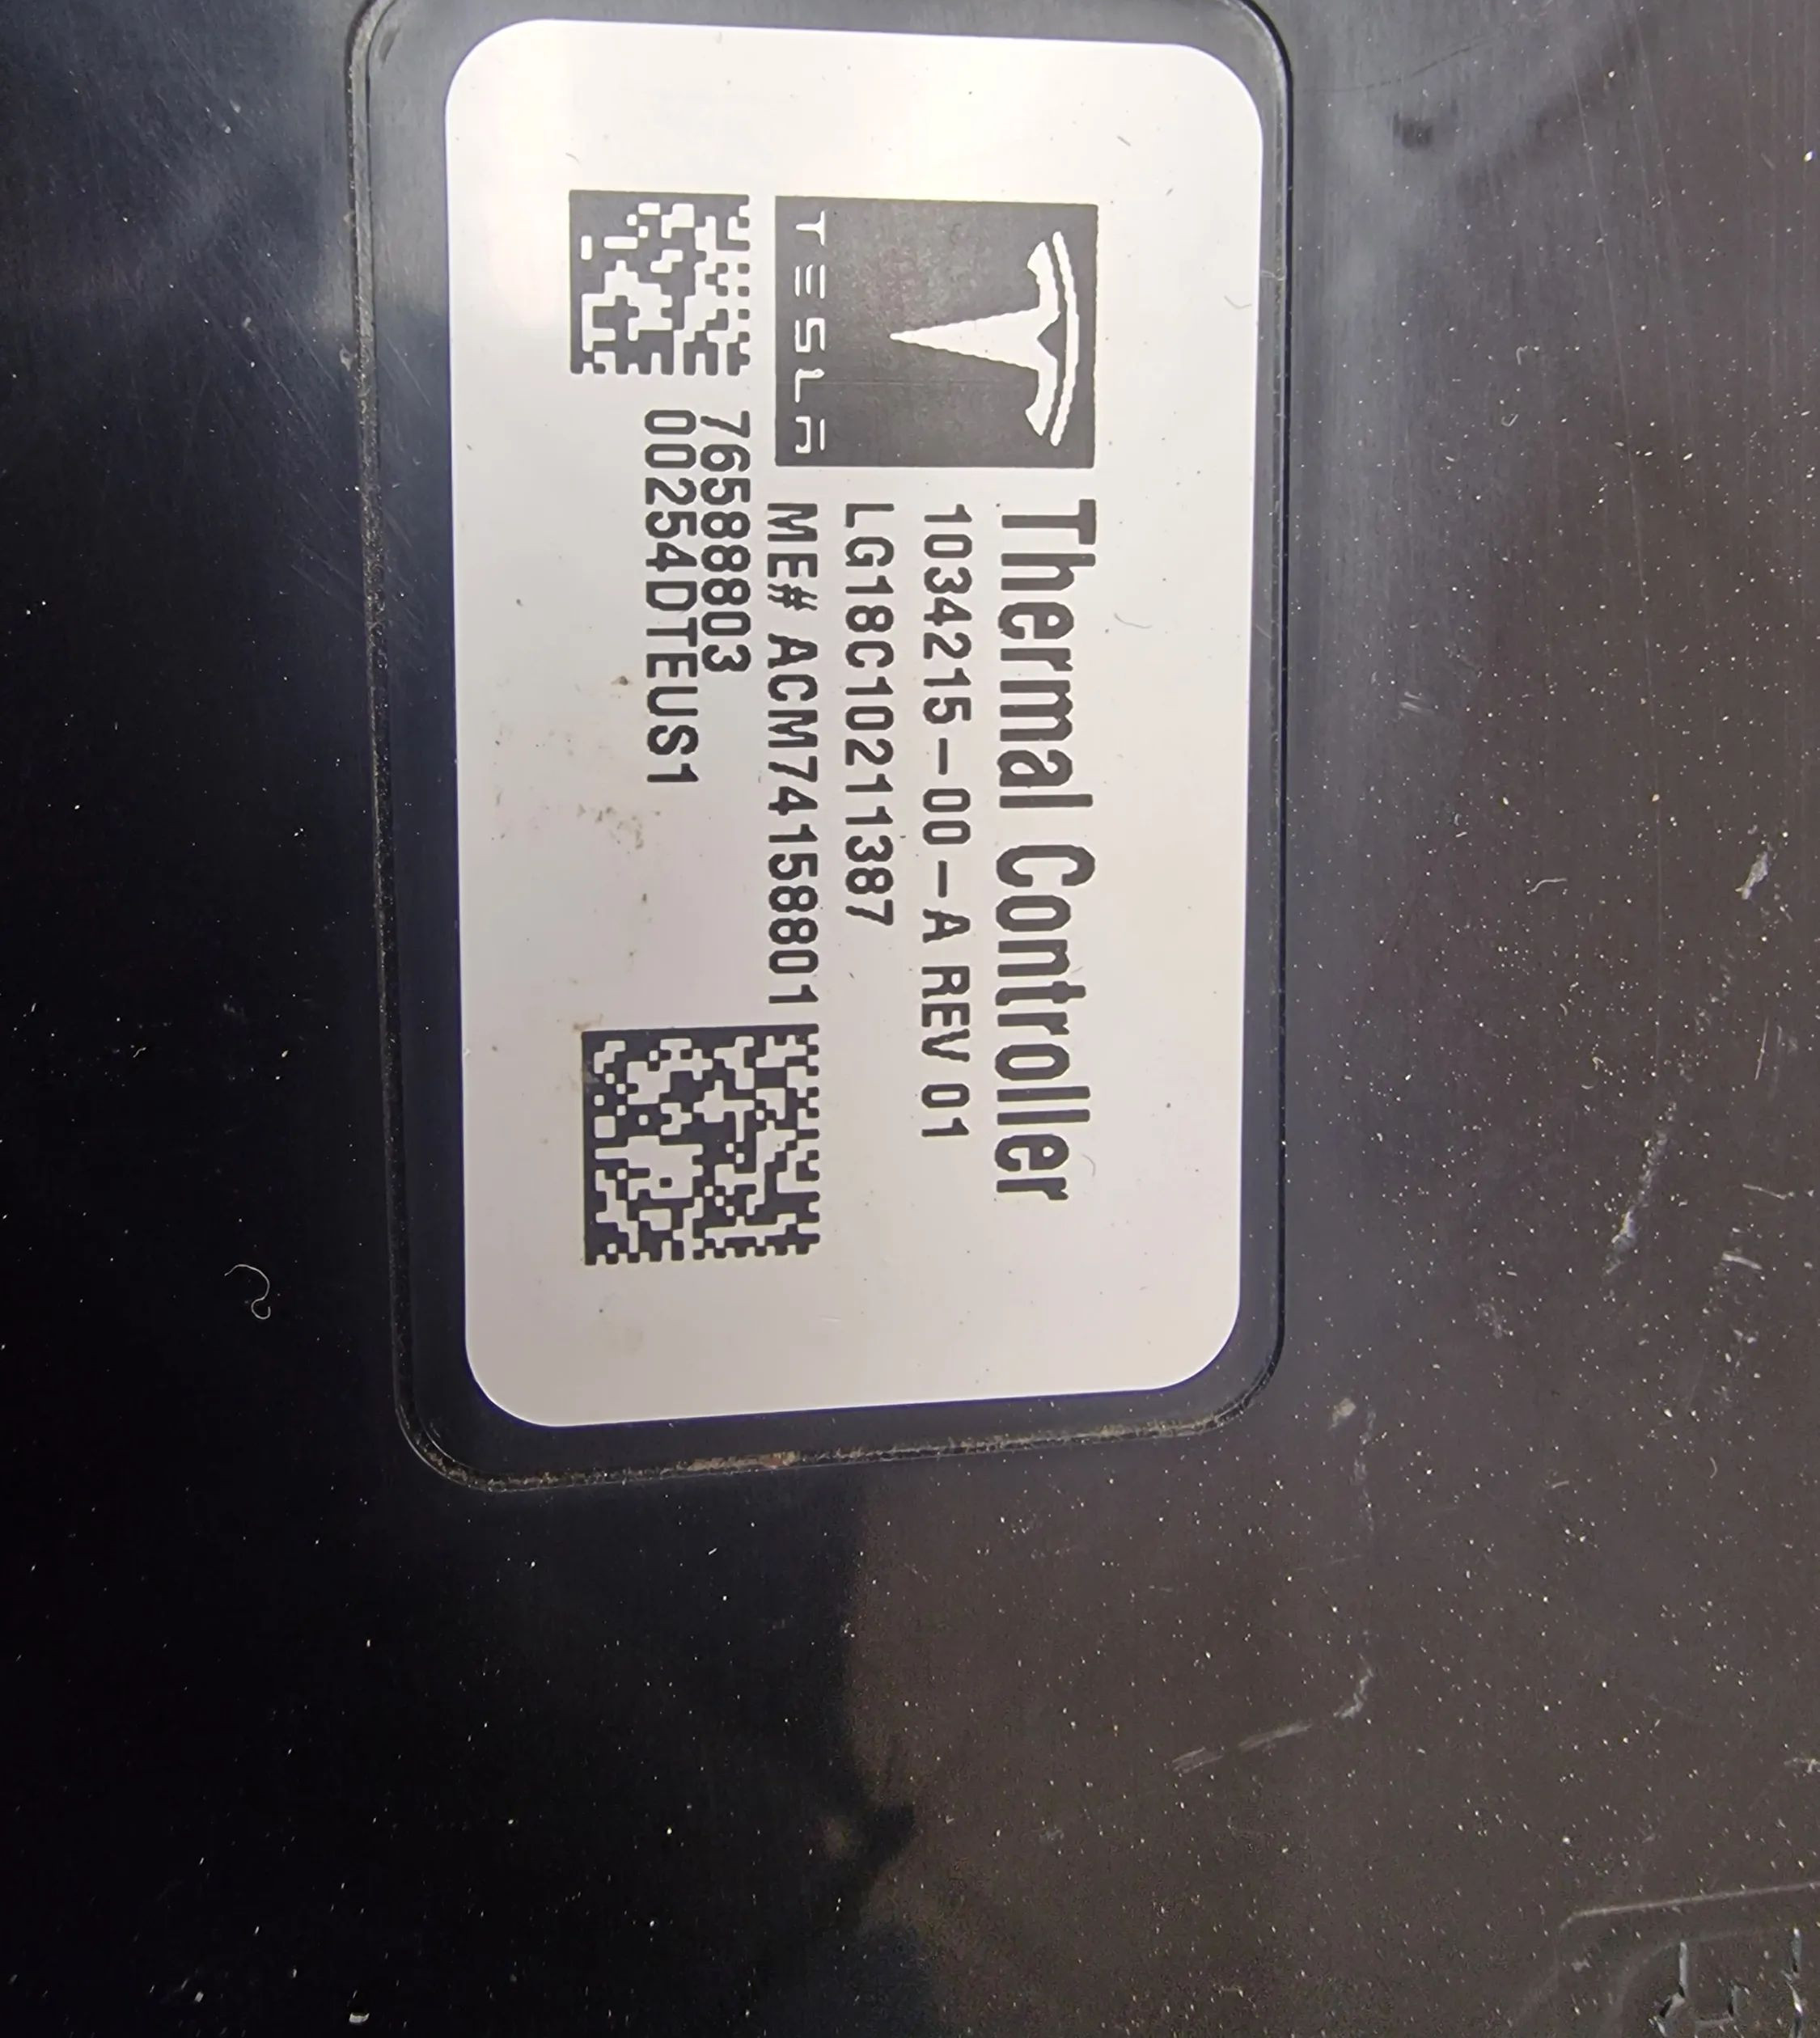 TESLA
Thermal Controller
1034215-00-A REV 01
LG18C10211387
ME# ACM74158801
76588803
00254DTEUS1